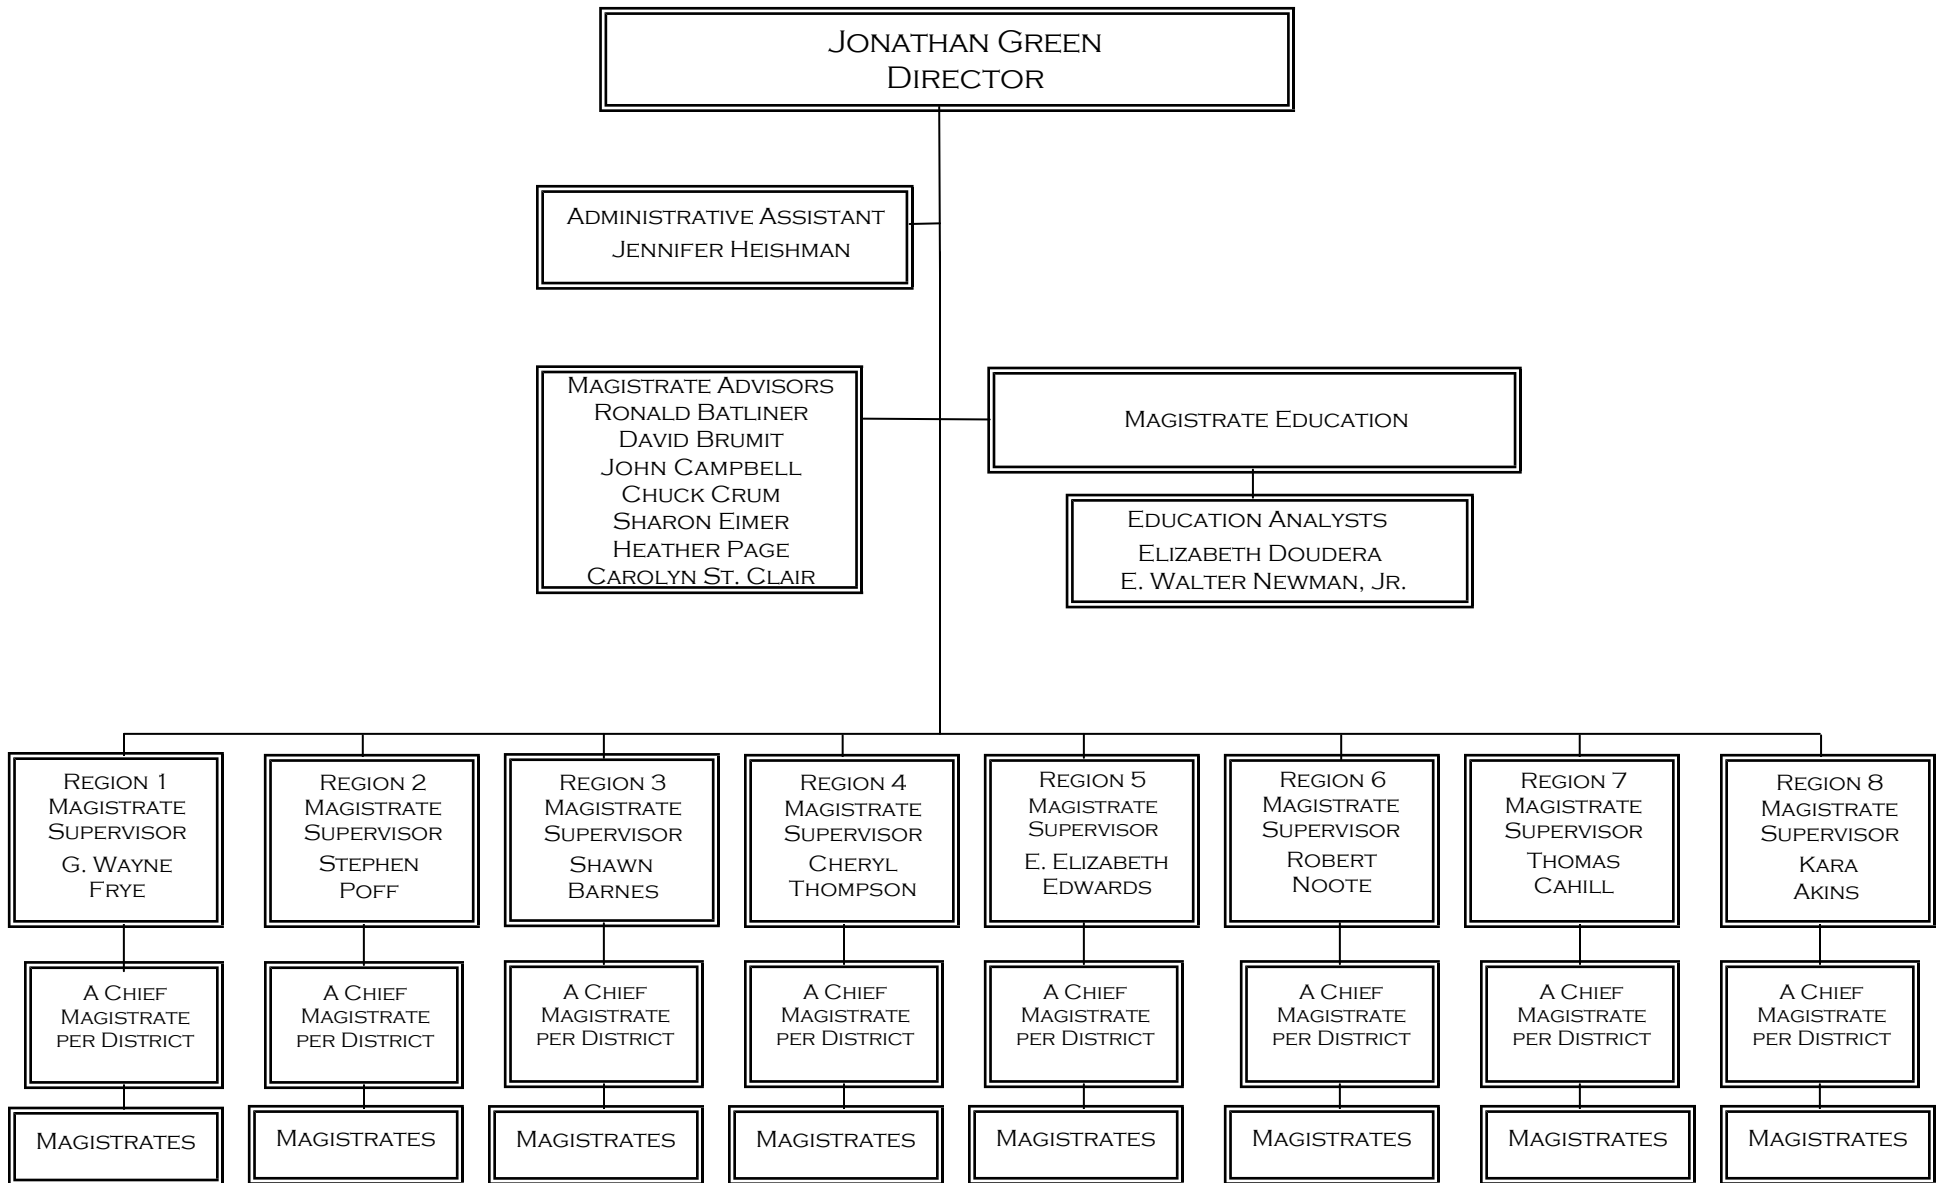 Jonathan Green
Director
Administrative Assistant
Jennifer Heishman
Magistrate Advisors
Ronald Batliner
David Brumit
John Campbell
Chuck Crum
Sharon Eimer
Heather Page
Carolyn St. Clair
Magistrate Education
Education Analysts
Elizabeth Doudera
E. Walter Newman, Jr.
Region 1
Magistrate
Supervisor
G. Wayne
Frye
Region 2
Magistrate
Supervisor
Stephen
Poff
Region 3
Magistrate
Supervisor
Shawn
Barnes
Region 4
Magistrate
Supervisor
Cheryl
Thompson
Region 5
Magistrate
Supervisor
E. Elizabeth
Edwards
Region 6
Magistrate
Supervisor
Robert
Noote
Region 7
Magistrate
Supervisor
Thomas
Cahill
Region 8
Magistrate
Supervisor
Kara
Akins
A Chief
Magistrate
per District
A Chief
Magistrate
per District
A Chief
Magistrate
per District
A Chief
Magistrate
per District
A Chief
Magistrate
per District
A Chief
Magistrate
per District
A Chief
Magistrate
per District
A Chief
Magistrate
per District
Magistrates
Magistrates
Magistrates
Magistrates
Magistrates
Magistrates
Magistrates
Magistrates